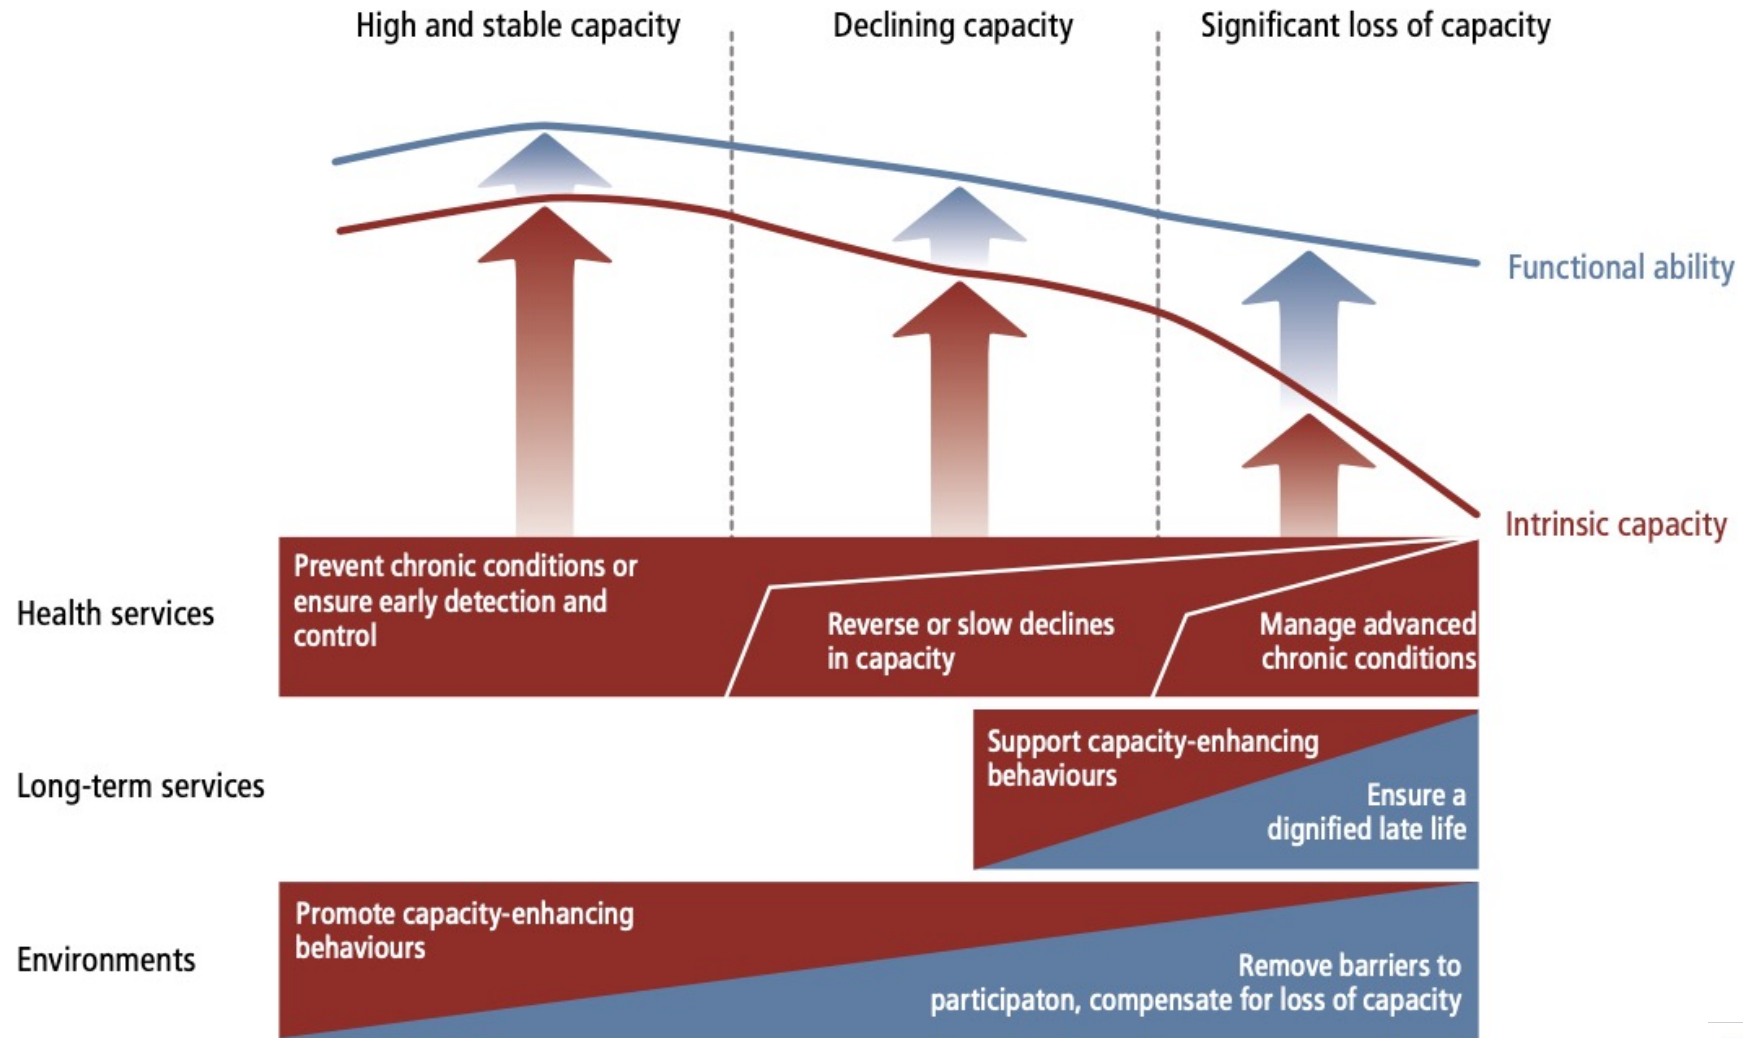 High and stable capacity
Declining capacity
Significant loss of capacity
Functional ability
Intrinsic capacity
Health services
Prevent chronic conditions or
ensure early detection and
control
Reverse or slow declines
in capacity
Manage advanced
chronic conditions
Long-term services
Support capacity-enhancing
behaviours
Ensure a
dignified late life
Environments
Promote capacity-enhancing
behaviours
Remove barriers to
participaton, compensate for loss of capacity